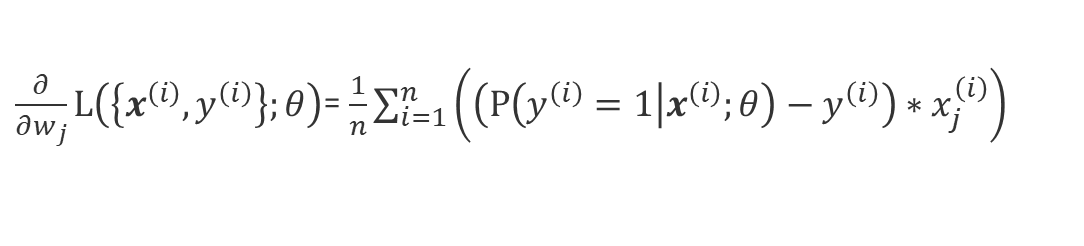 ∂/∂w_j L({𝒙^(i), y^(i)}; θ)= 1/n ∑_{i=1}^{n} ((P(y^(i) = 1|𝒙^(i); θ) − y^(i)) ∗ x_j^(i))